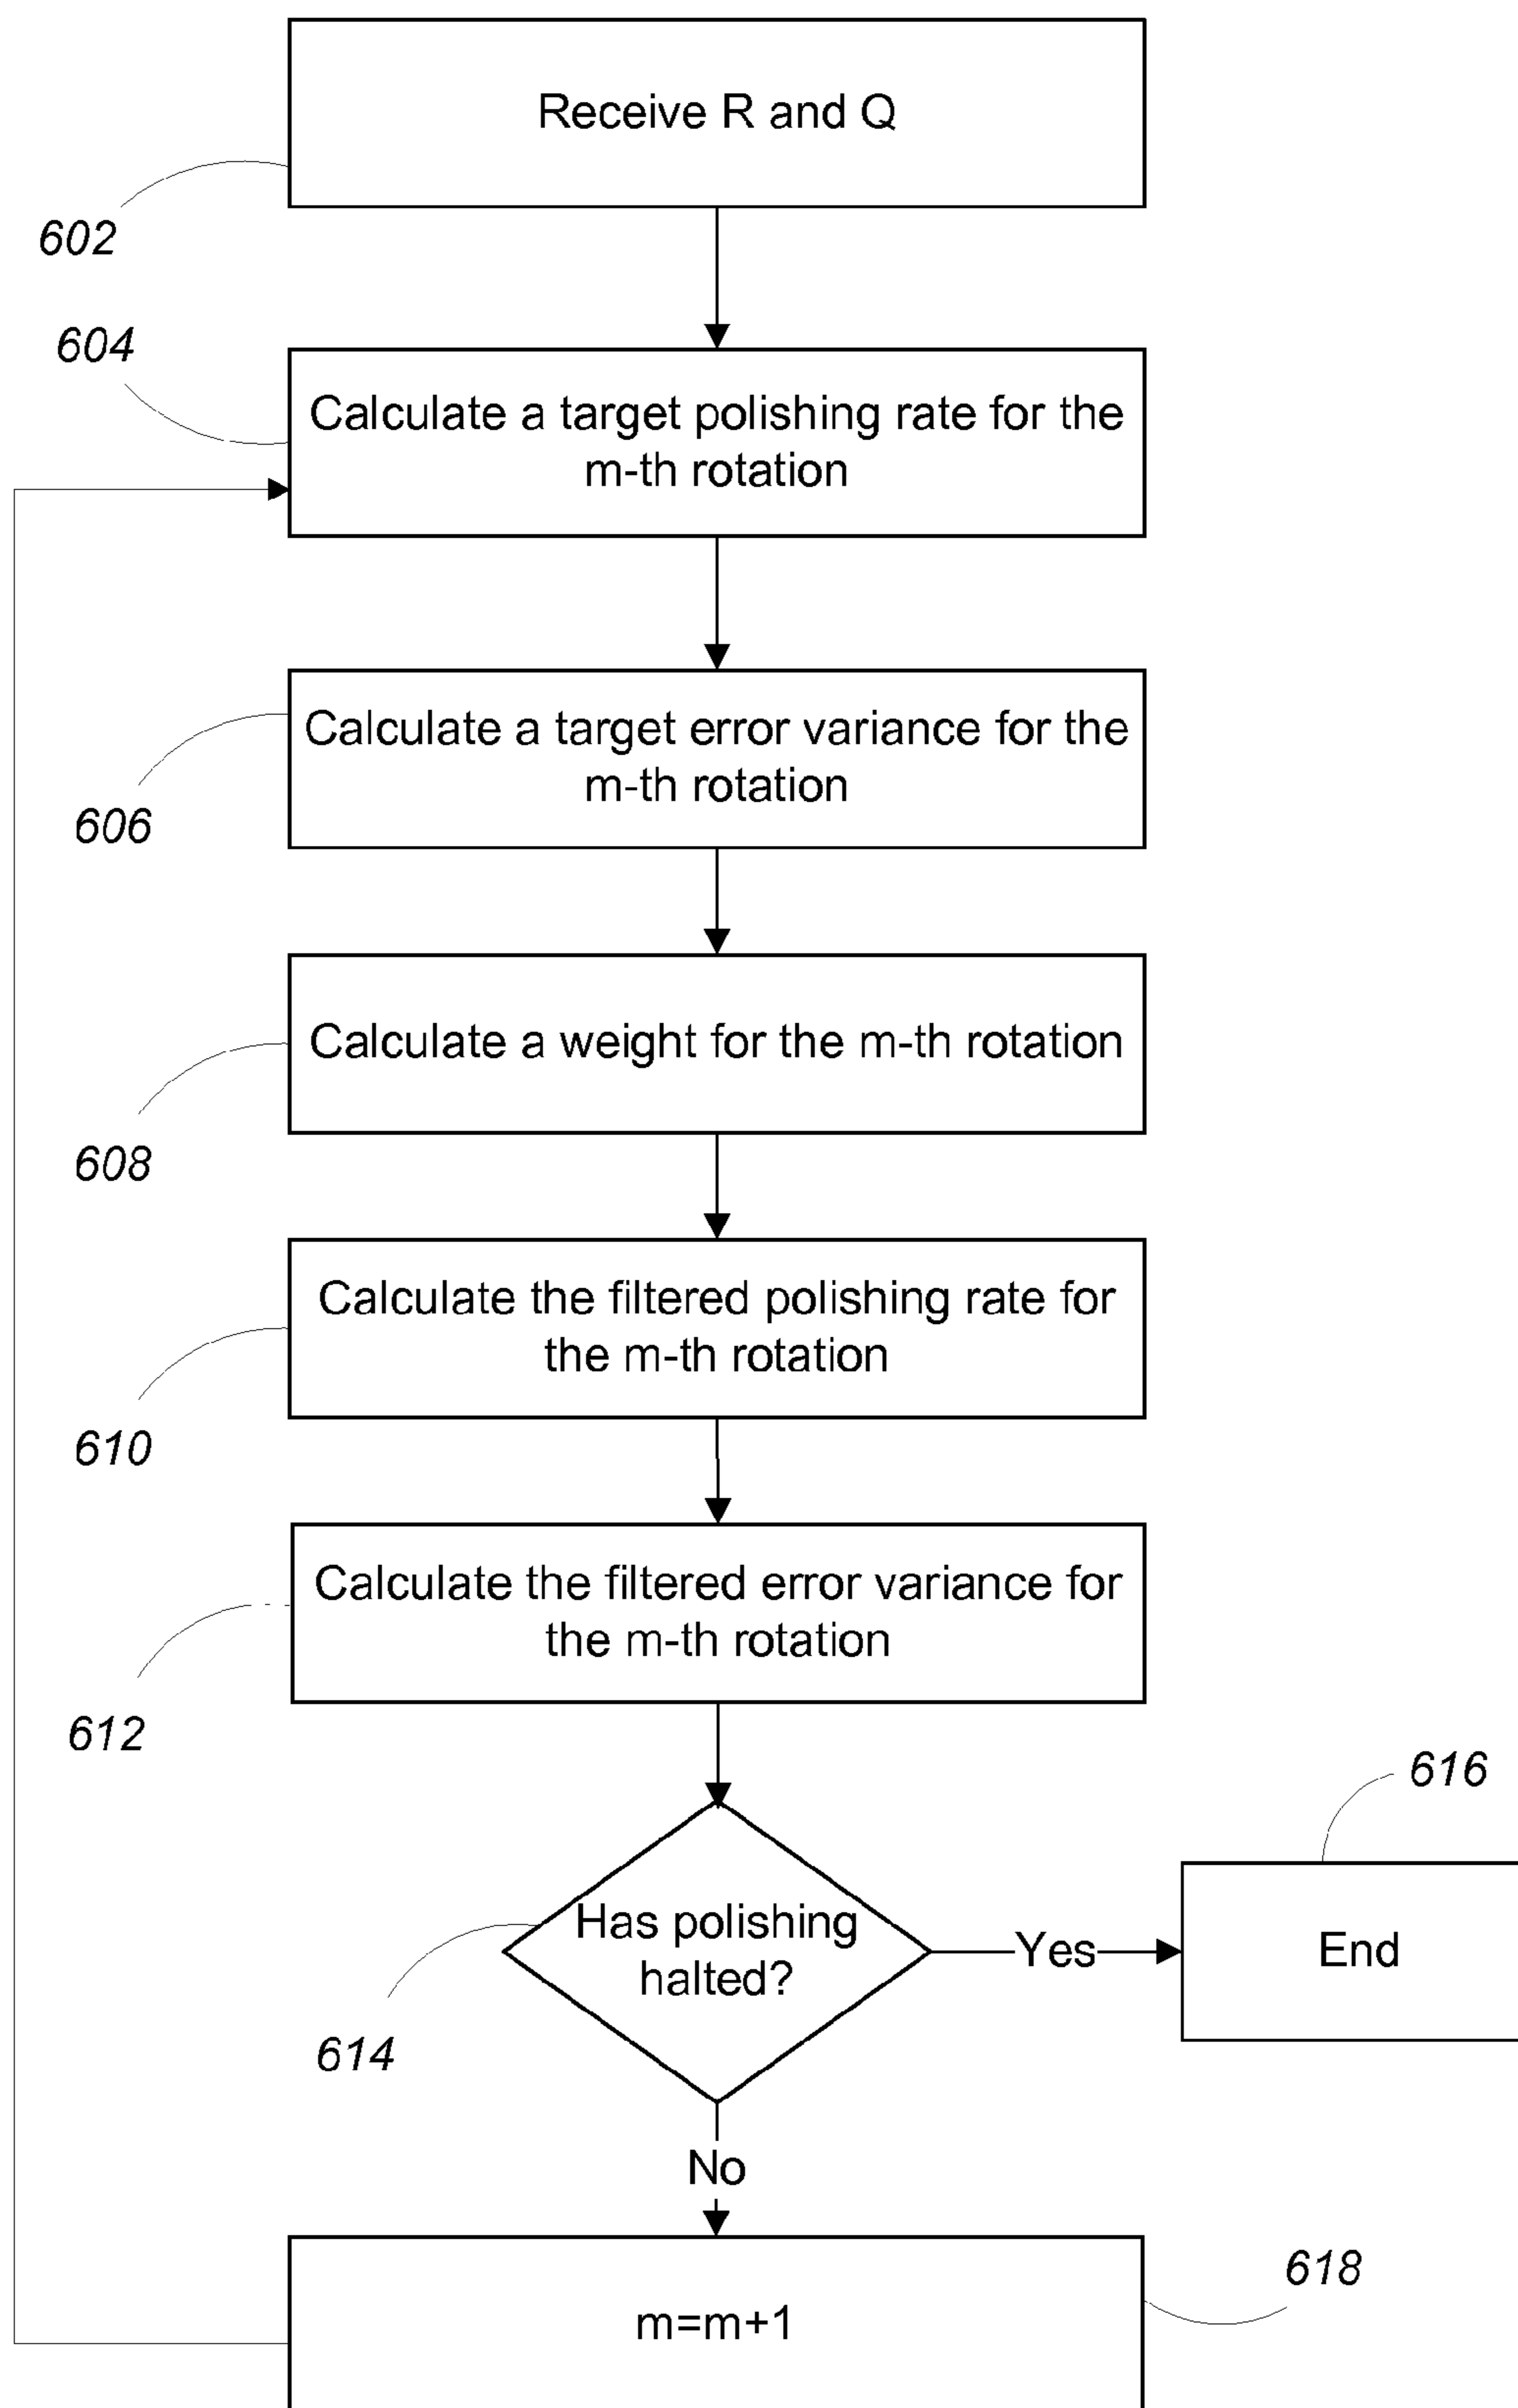 Receive R and Q
602
604
Calculate a target polishing rate for the
m-th rotation
Calculate a target error variance for the
m-th rotation
606
Calculate a weight for the m-th rotation
608
Calculate the filtered polishing rate for
the m-th rotation
610
Calculate the filtered error variance for
the m-th rotation
612
616
Has polishing
halted?
Yes
End
614
No
618
m=m+1